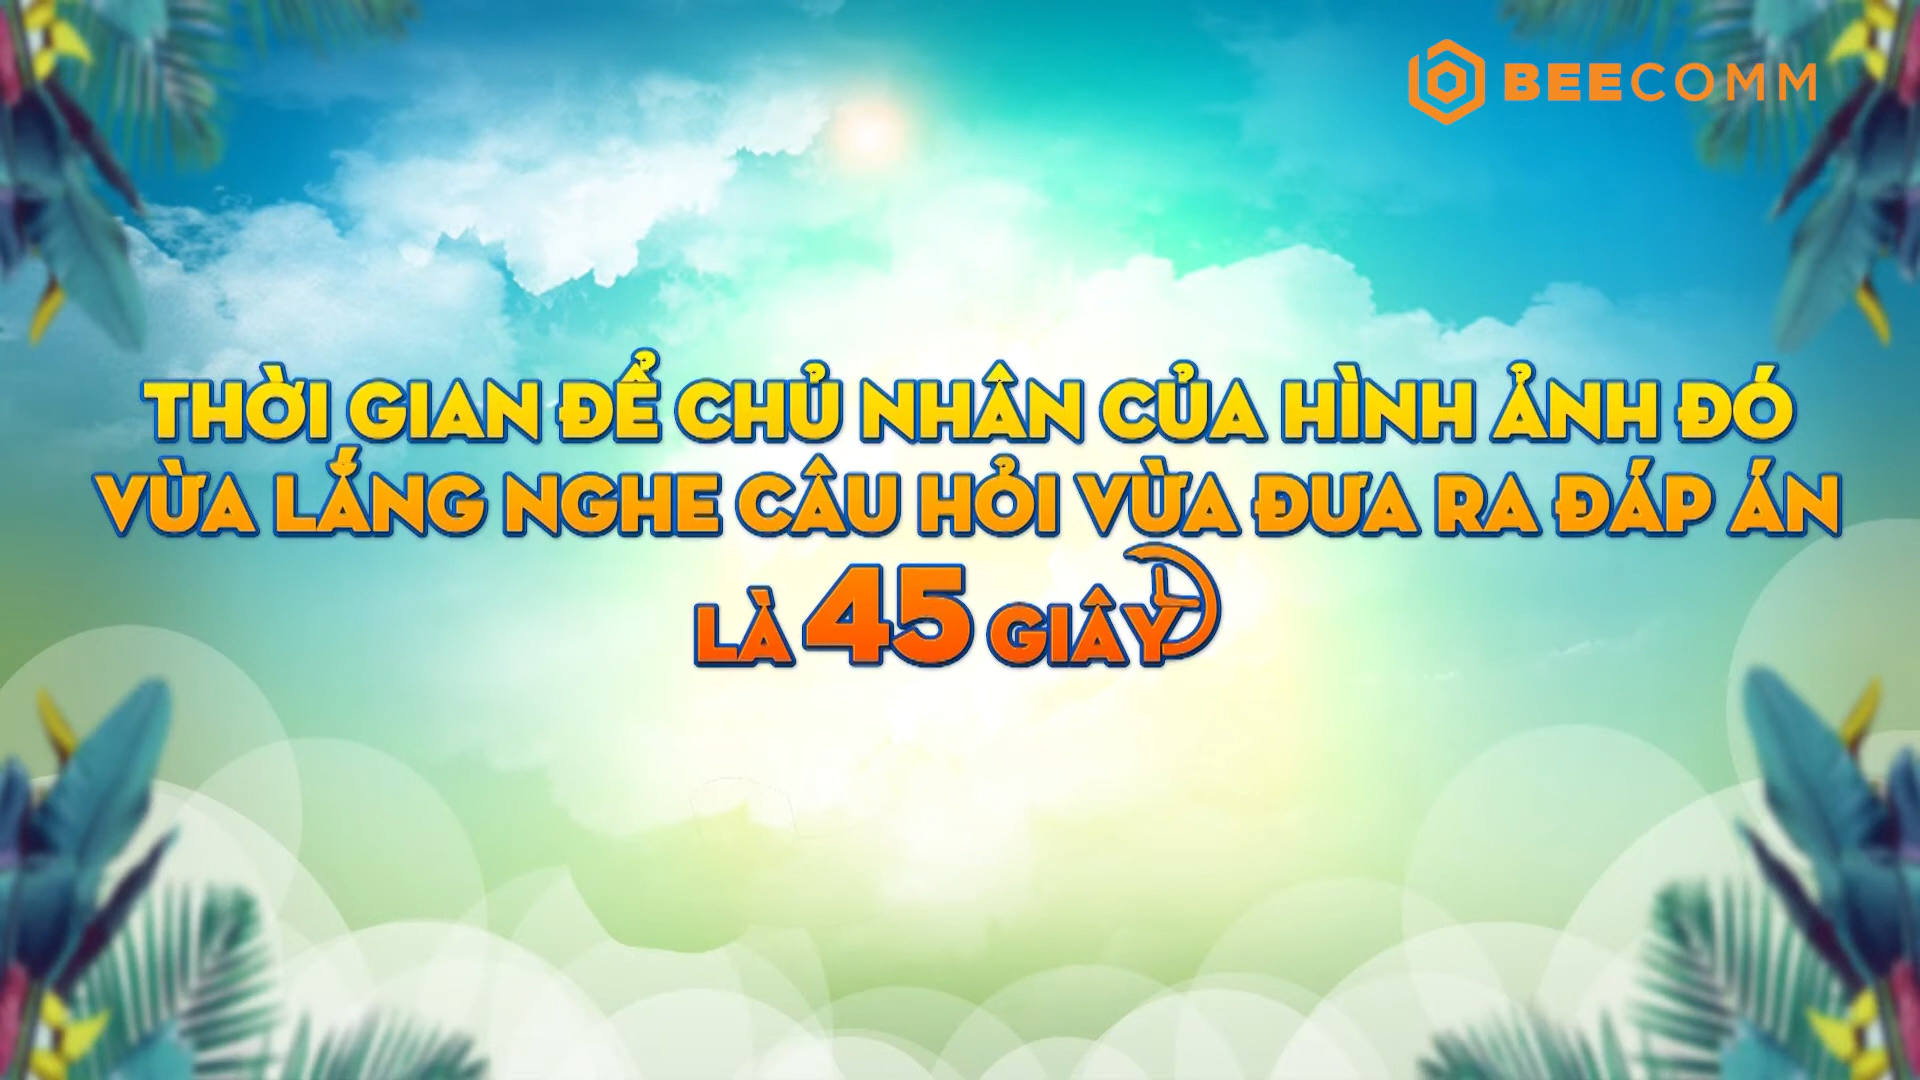 BEECOMM
THỜI GIAN ĐỂ CHỦ NHÂN CỦA HÌNH ẢNH ĐÓ
VỪA LẮNG NGHE CÂU HỎI VỪA ĐƯA RA ĐÁP ÁN
LÀ 45 GIÂY